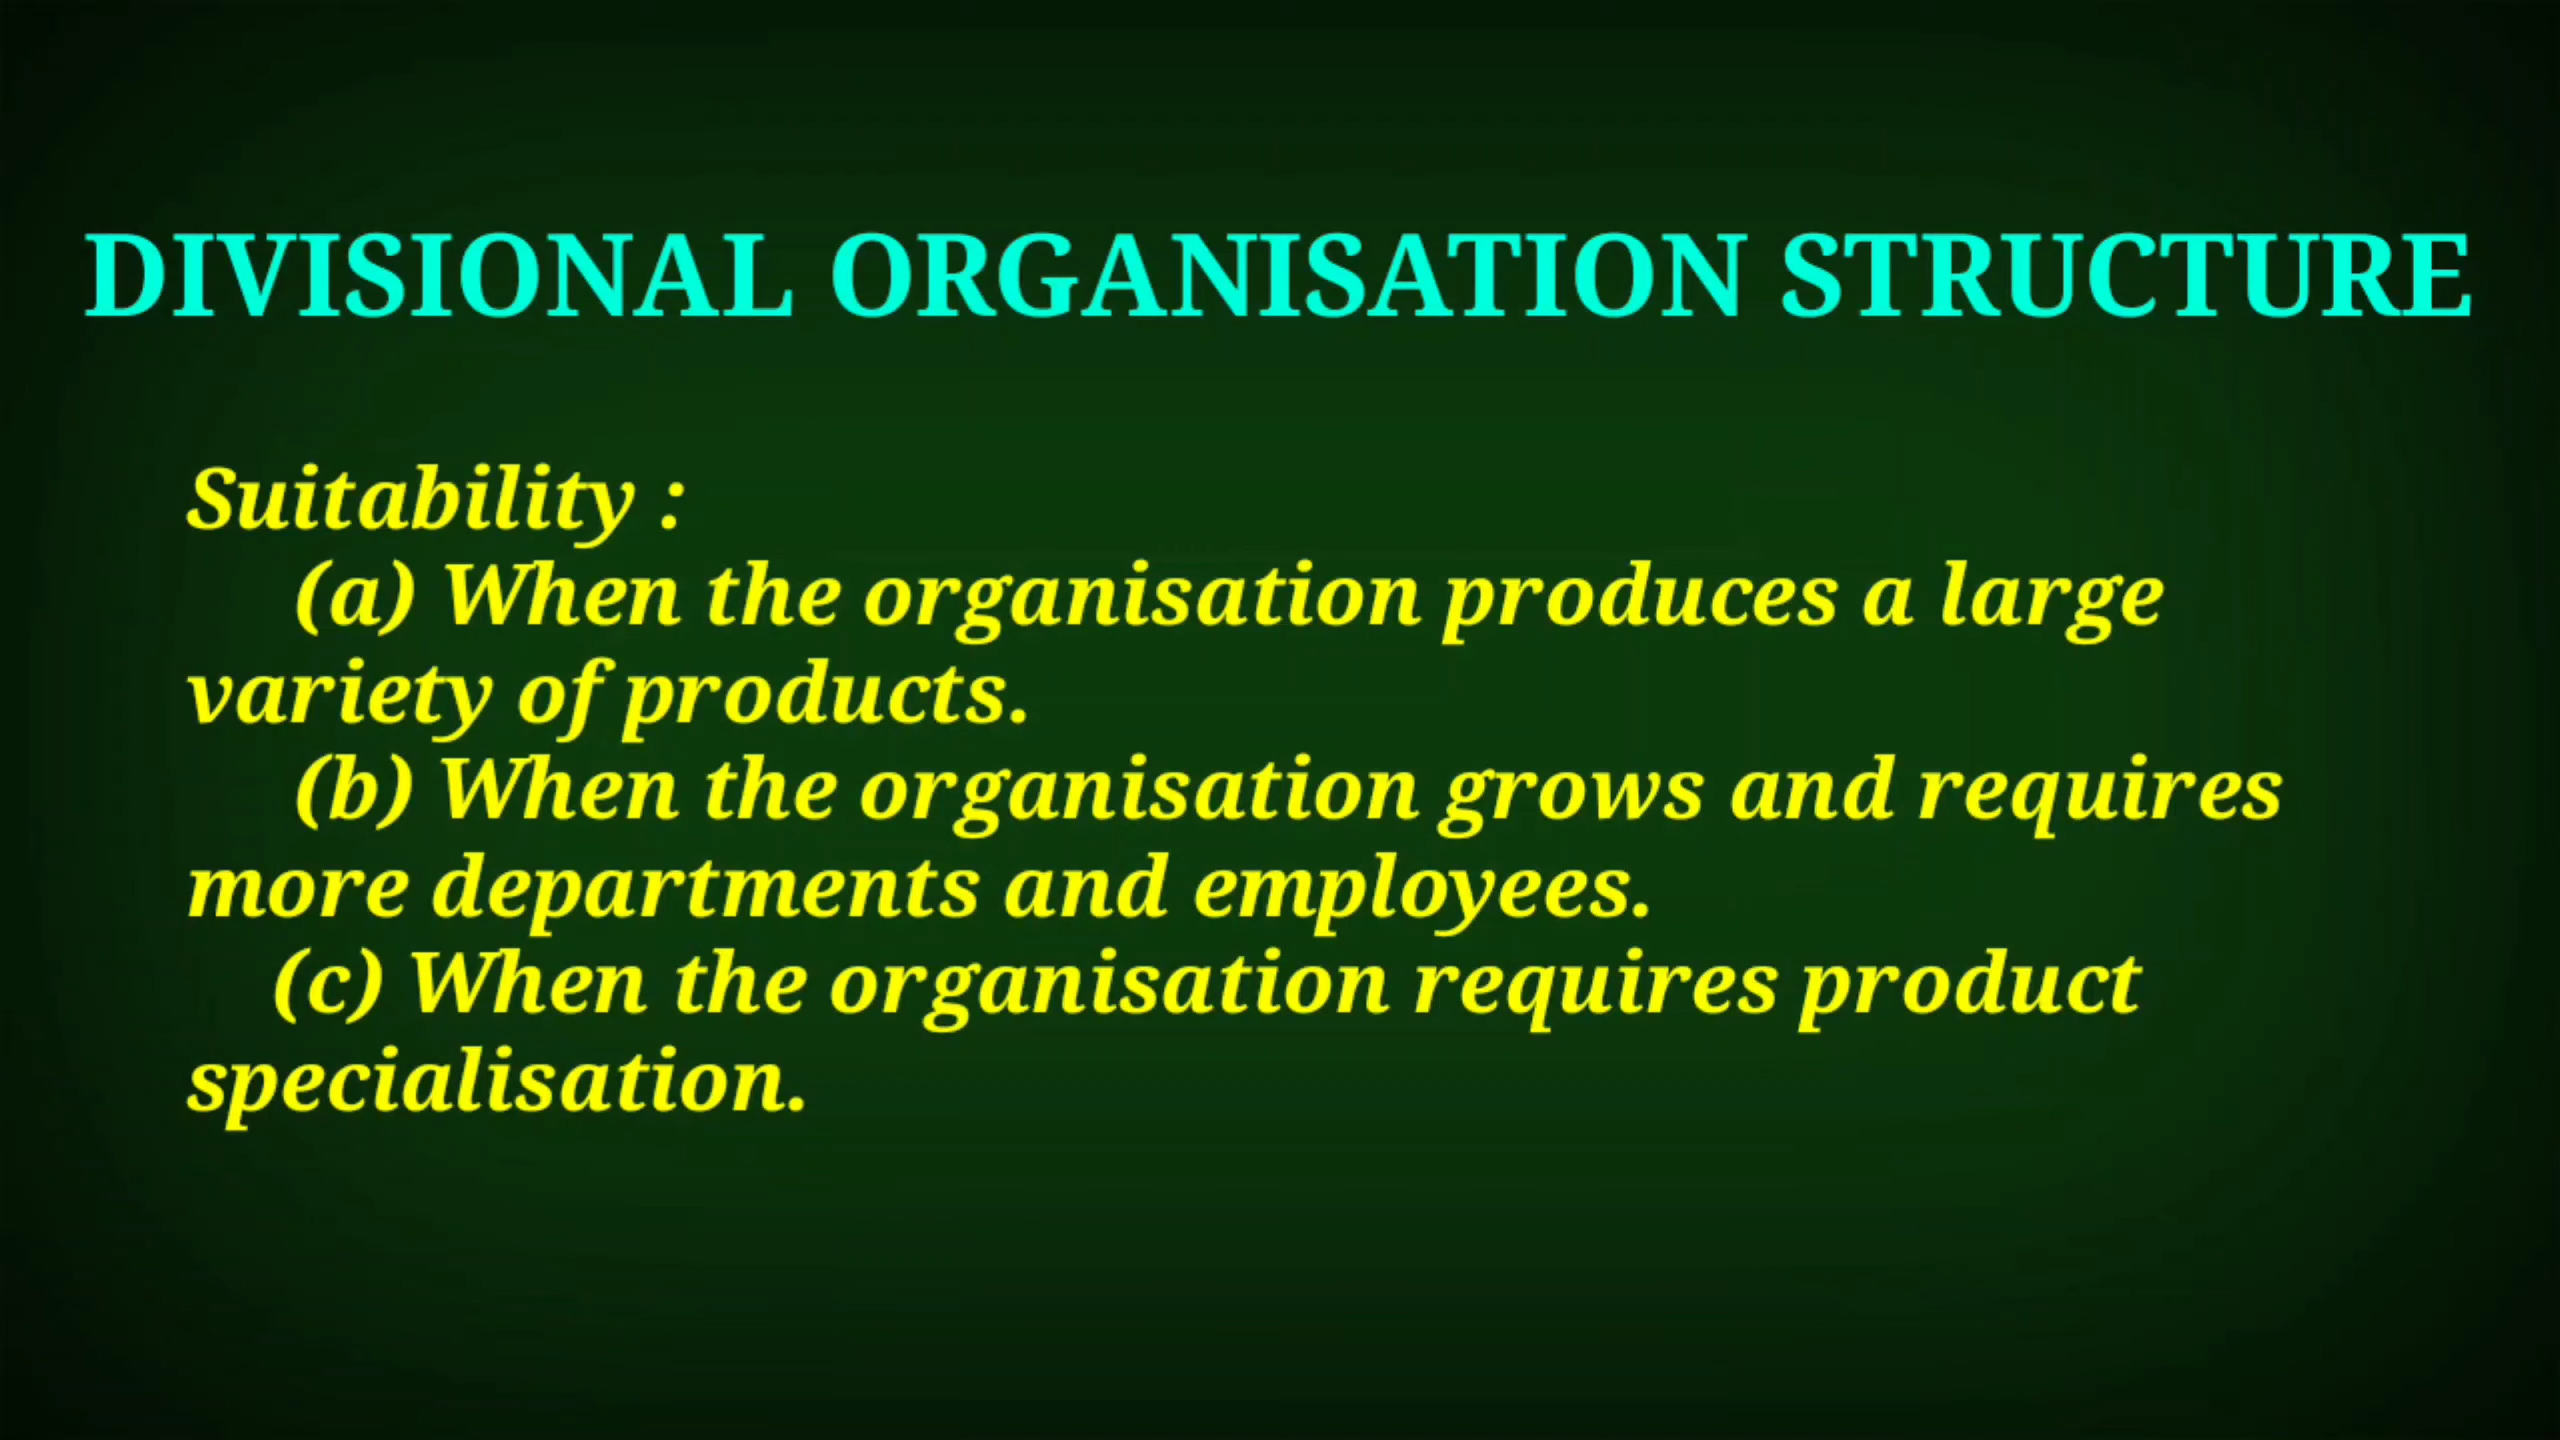 DIVISIONAL ORGANISATION STRUCTURE
Suitability :
(a) When the organisation produces a large
variety of products.
(b) When the organisation grows and requires
more departments and employees.
(c) When the organisation requires product
specialisation.